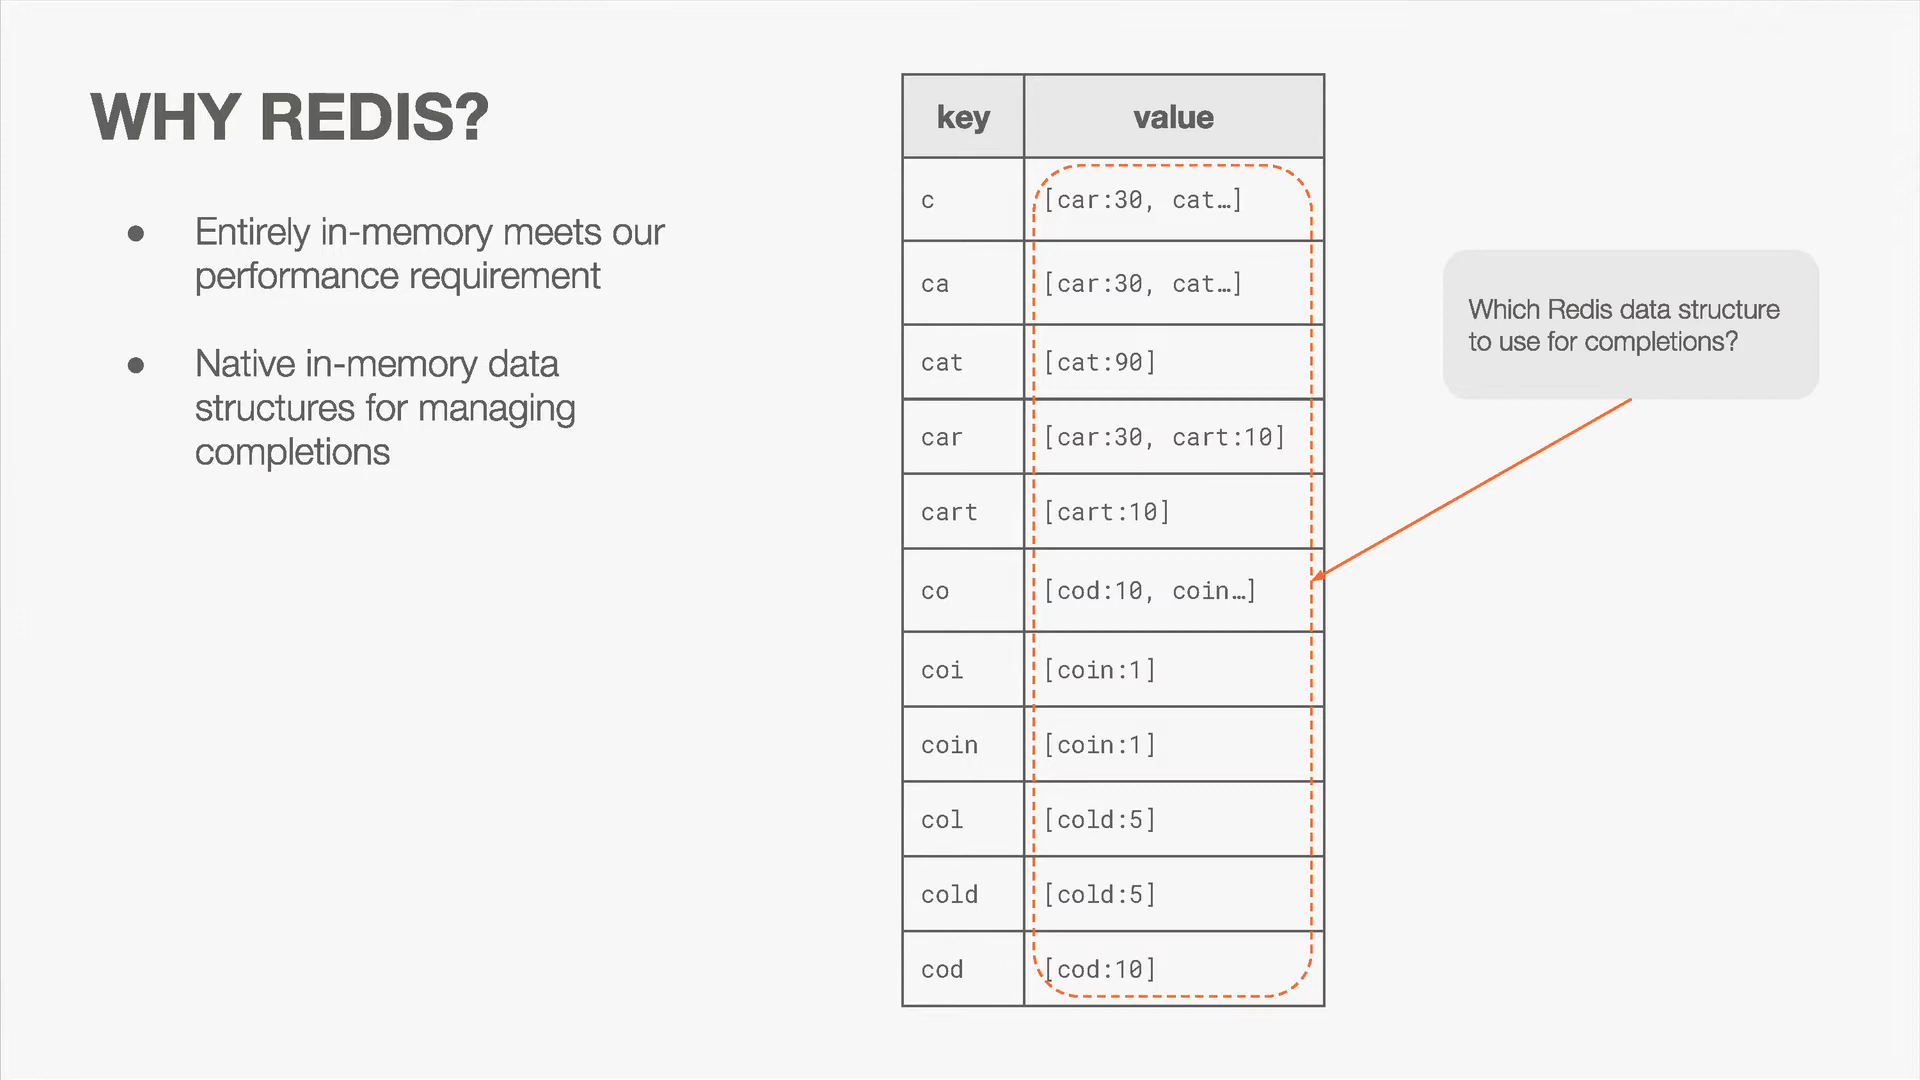 WHY REDIS?
● Entirely in-memory meets our
performance requirement
● Native in-memory data
structures for managing
completions
key value
c [car:30, cat…]
ca [car:30, cat…]
cat [cat:90]
car [car:30, cart:10]
cart [cart:10]
co [cod:10, coin…]
coi [coin:1]
coin [coin:1]
col [cold:5]
cold [cold:5]
cod [cod:10]
Which Redis data structure
to use for completions?